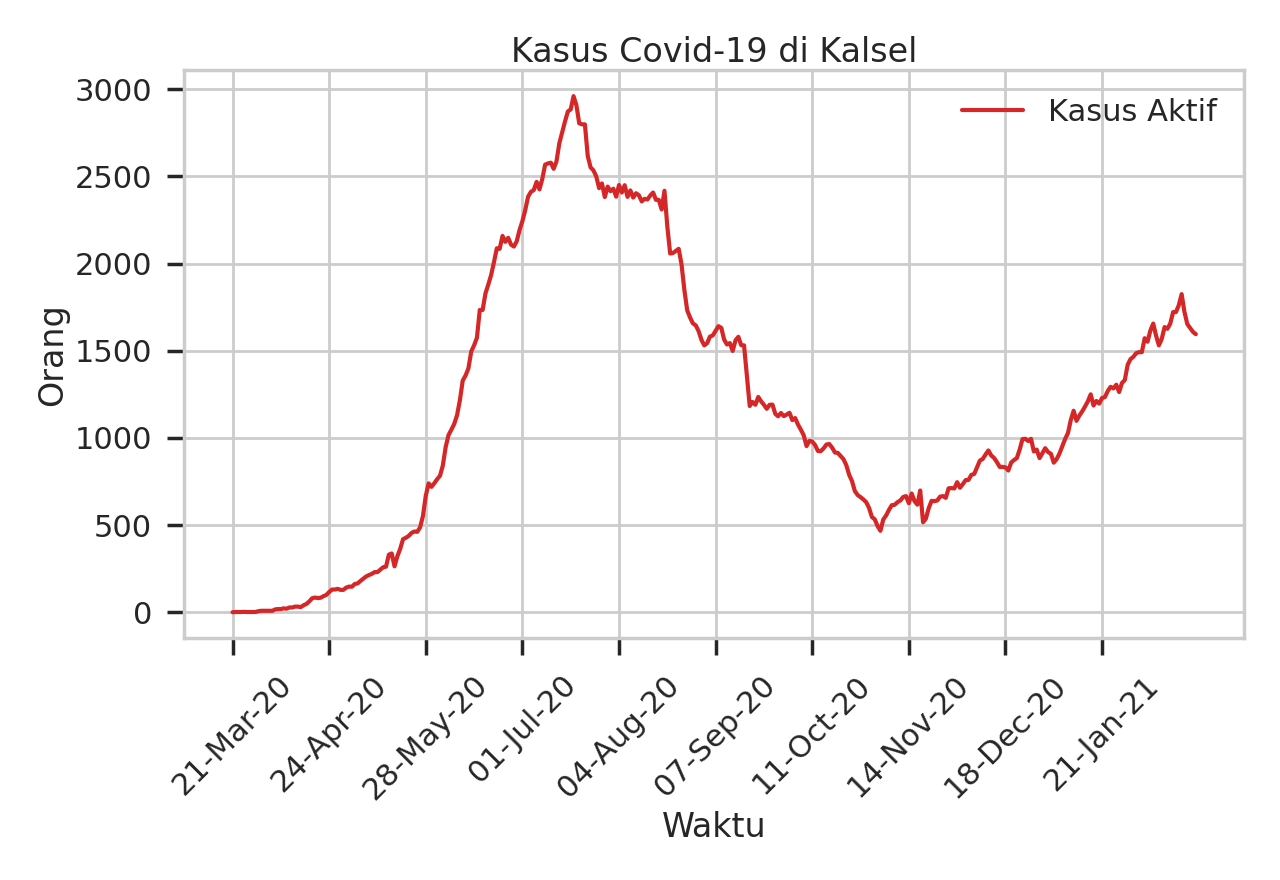 Kasus Covid-19 di Kalsel
Kasus Aktif
3000
2500
2000
1500
1000
500
0
Orang
21-Mar-20
24-Apr-20
28-May-20
01-Jul-20
04-Aug-20
07-Sep-20
11-Oct-20
14-Nov-20
18-Dec-20
21-Jan-21
Waktu